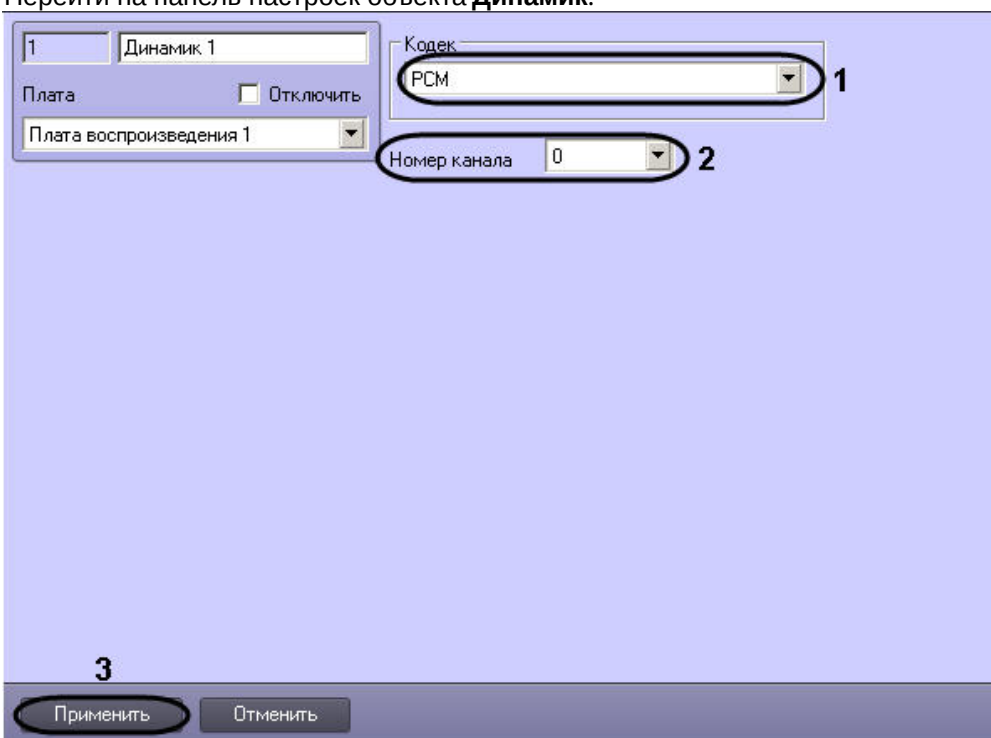 Перейти на панель настроек объекта Динамик.
1 Динамик 1
Кодек
PCM 1
Плата Отключить
Плата воспроизведения 1
Номер канала 0 2
3
Применить Отменить